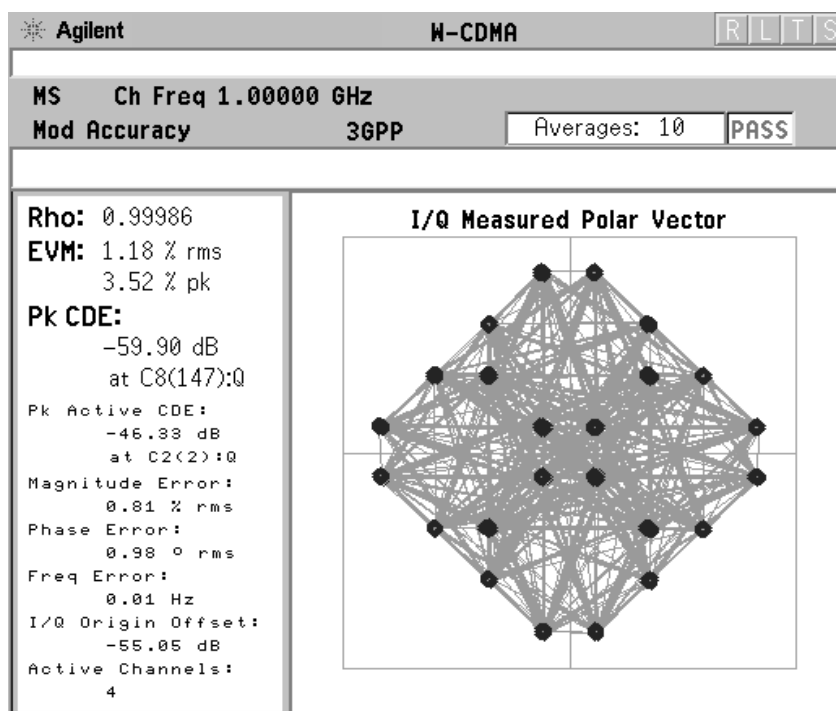 Agilent W-CDMA R L T S
MS Ch Freq 1.00000 GHz
Mod Accuracy 3GPP Averages: 10 PASS
Rho: 0.99986
EVM: 1.18 % rms
3.52 % pk
Pk CDE:
-59.90 dB
at C8(147):Q
Pk Active CDE:
-46.33 dB
at C2(2):Q
Magnitude Error:
0.81 % rms
Phase Error:
0.98 º rms
Freq Error:
0.01 Hz
I/Q Origin Offset:
-55.05 dB
Active Channels:
4
I/Q Measured Polar Vector